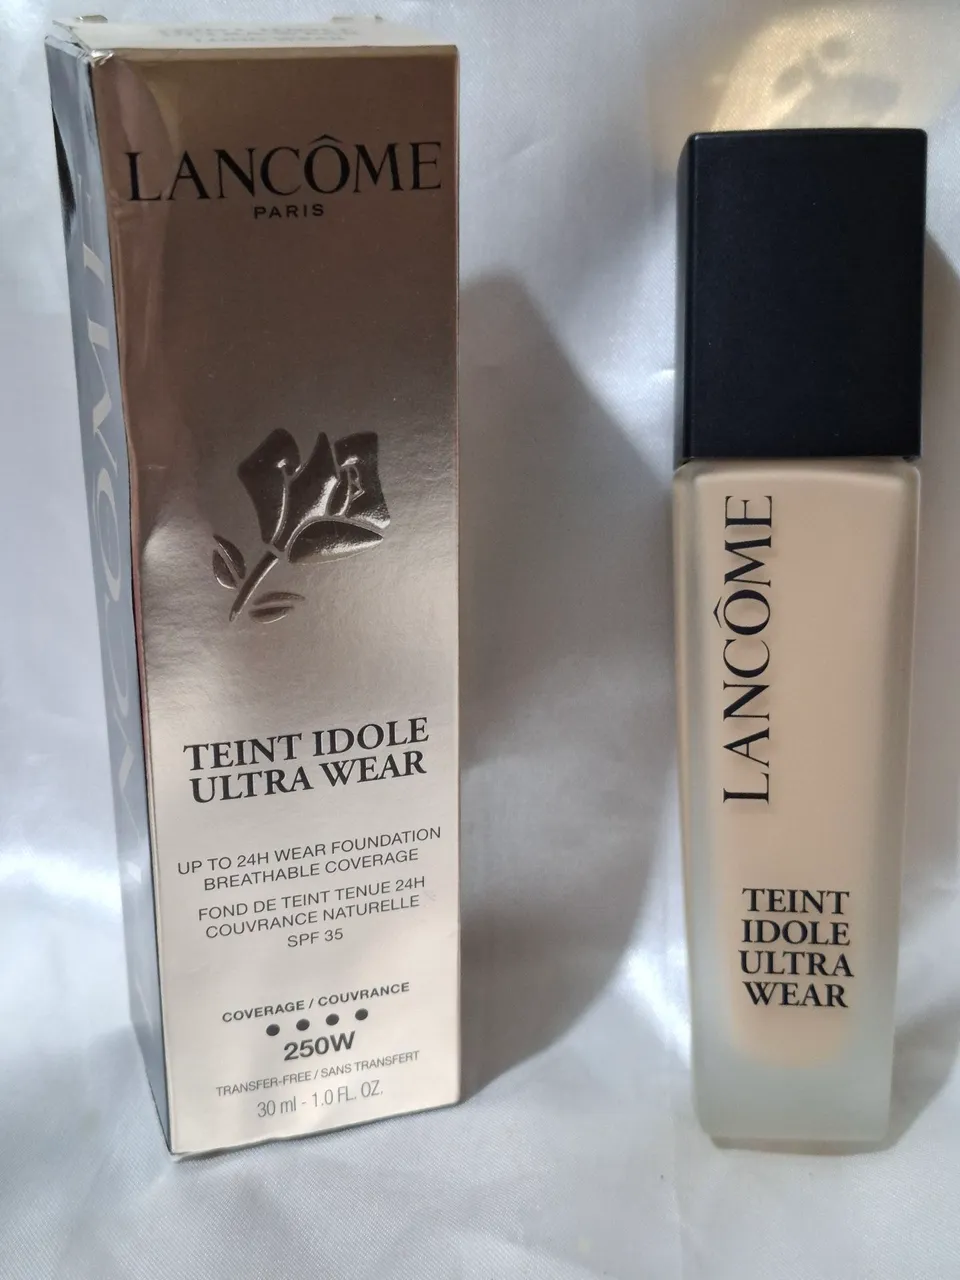 LANCÔME
PARIS
TEINT IDOLE
ULTRA WEAR
UP TO 24H WEAR FOUNDATION
BREATHABLE COVERAGE
FOND DE TEINT TENUE 24H
COUVRANCE NATURELLE
SPF 35
COVERAGE / COUVRANCE
250W
TRANSFER-FREE / SANS TRANSFERT
30 ml - 1.0 FL. OZ.
LANCÔME
LANCÔME
TEINT
IDOLE
ULTRA
WEAR